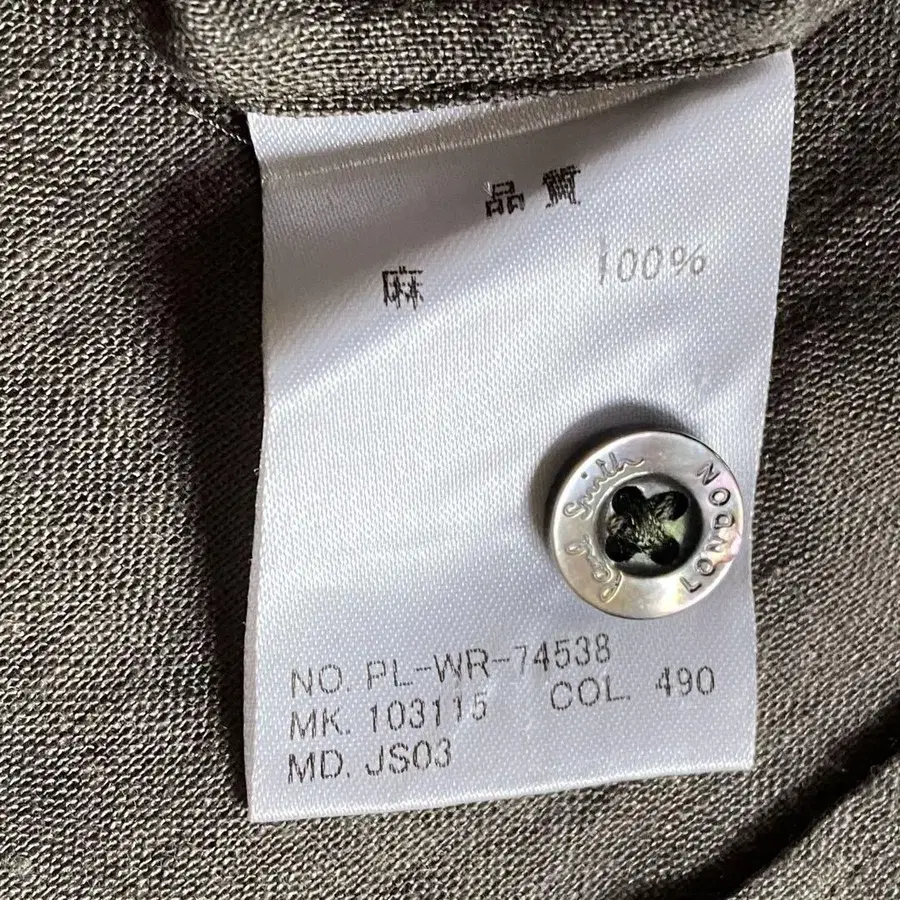 品質
麻 100%
Paul Smith
LONDON
NO. PL-WR-74538
MK. 103115 COL. 490
MD. JS03